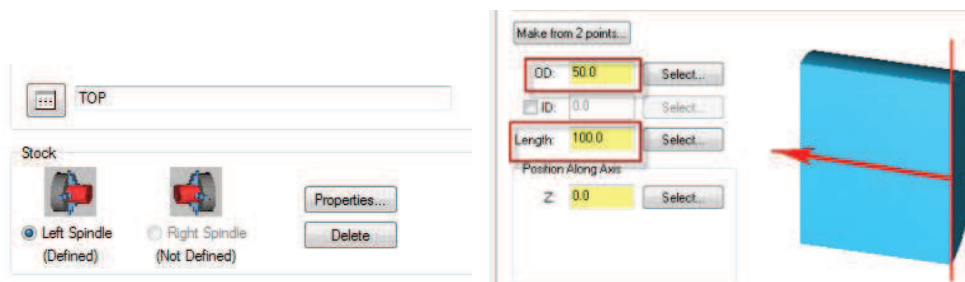 TOP
Stock
Left Spindle
(Defined)
Right Spindle
(Not Defined)
Properties...
Delete
Make from 2 points...
OD: 50.0 Select...
ID: 0.0 Select...
Length: 100.0 Select...
Position Along Axis
Z: 0.0 Select...